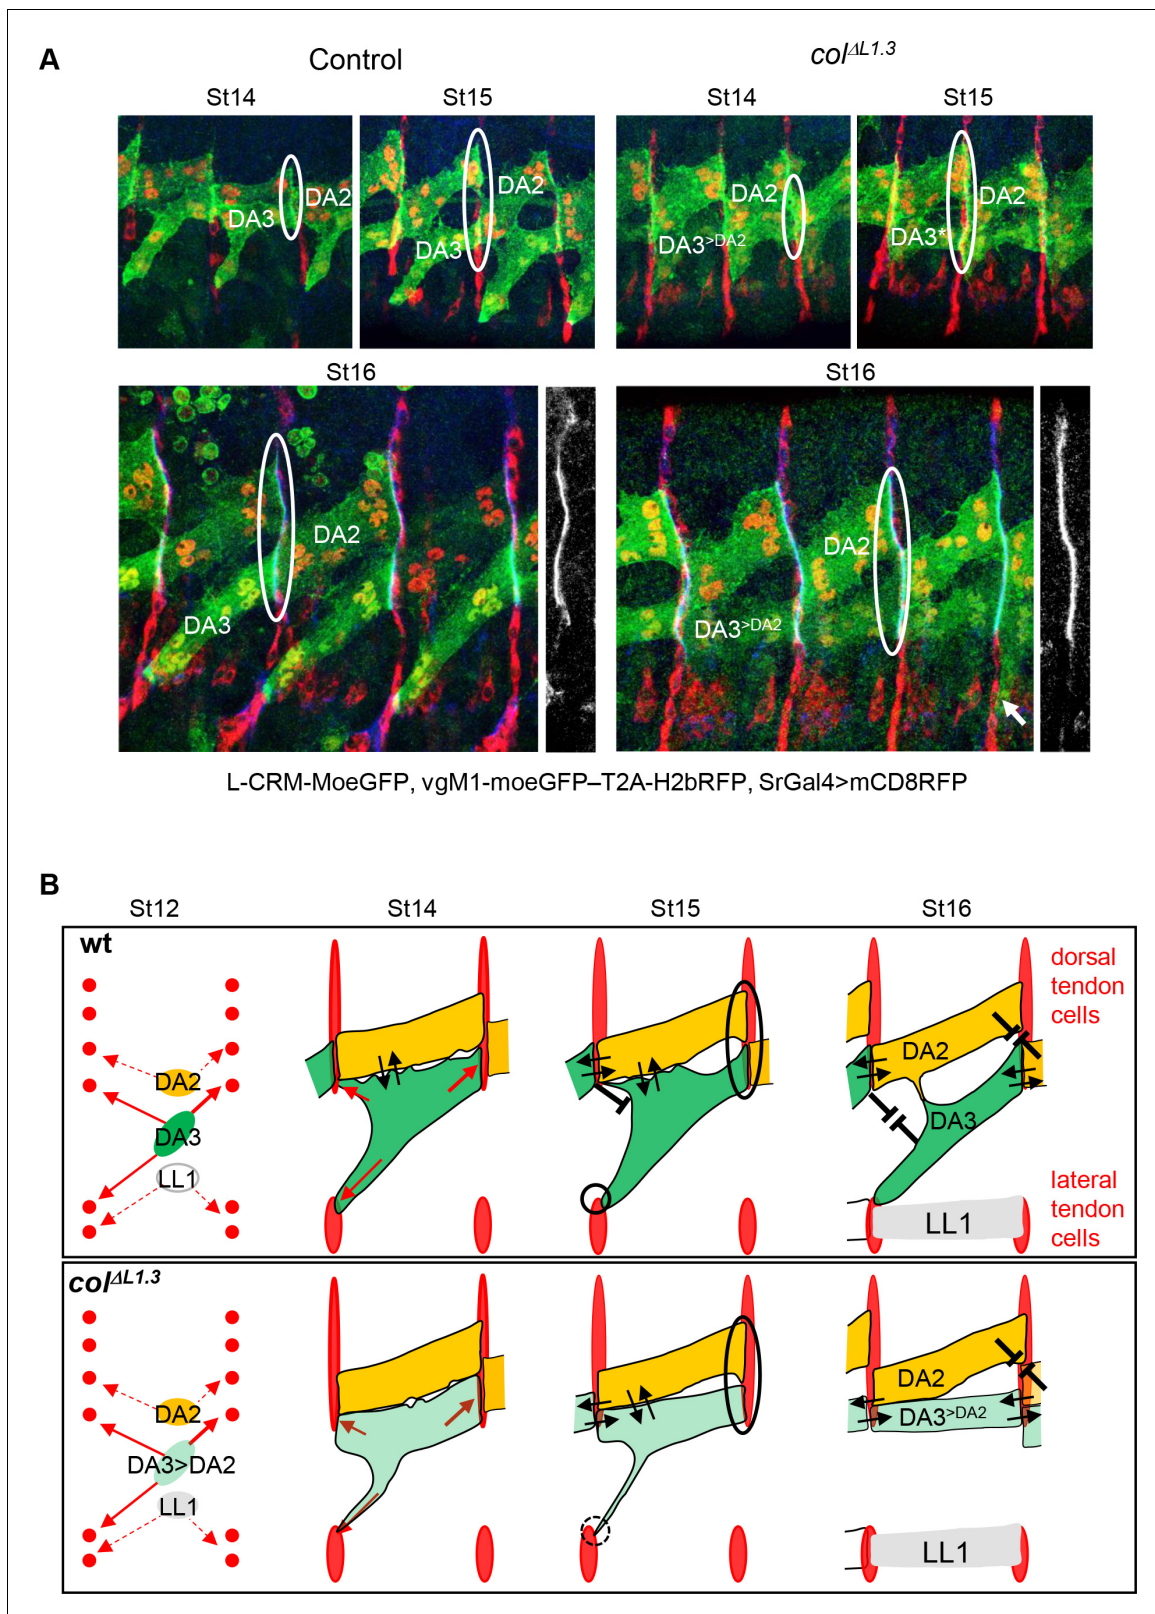 A
Control
colΔL1.3
St14
St15
St14
St15
DA3
DA2
DA3
DA2
DA2
DA3>DA2
DA2
DA3*
St16
St16
DA2
DA3
DA2
DA3>DA2
L-CRM-MoeGFP, vgM1-moeGFP–T2A-H2bRFP, SrGal4>mCD8RFP
B
St12
St14
St15
St16
wt
dorsal
tendon
cells
DA2
DA3
LL1
DA2
DA3
lateral
tendon
cells
LL1
colΔL1.3
DA2
DA3>DA2
LL1
DA2
DA3>DA2
LL1